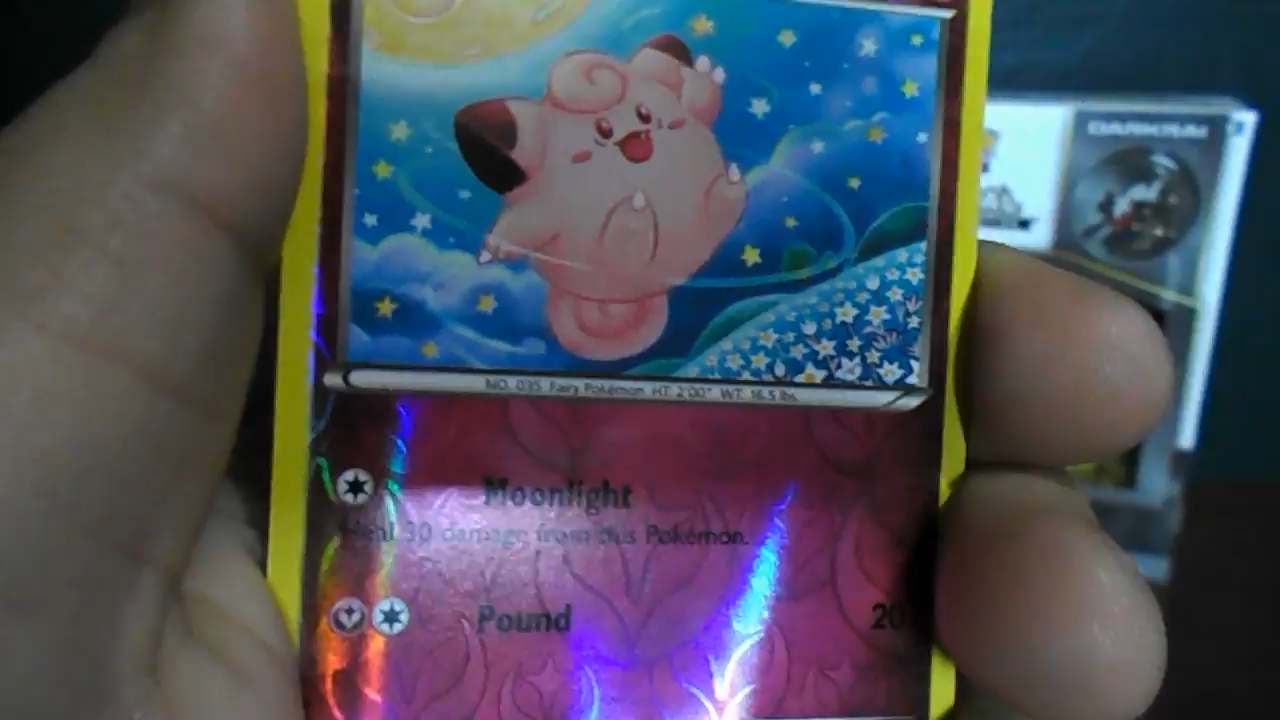 DARKRAI
NO. 035 Fairy Pokémon HT: 2'00" WT: 16.5 lbs.
Moonlight
Heal 30 damage from this Pokémon.
Pound 20